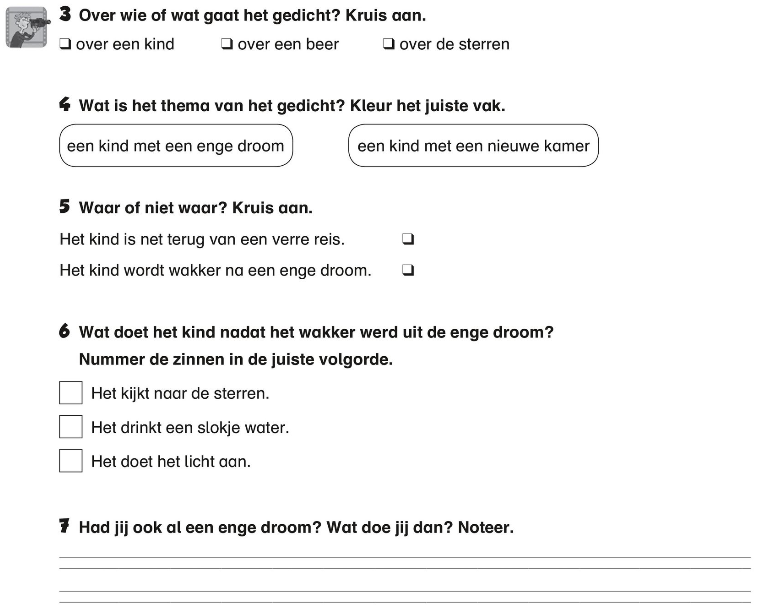 3 Over wie of wat gaat het gedicht? Kruis aan.
❑ over een kind ❑ over een beer ❑ over de sterren
4 Wat is het thema van het gedicht? Kleur het juiste vak.
een kind met een enge droom een kind met een nieuwe kamer
5 Waar of niet waar? Kruis aan.
Het kind is net terug van een verre reis. ❑
Het kind wordt wakker na een enge droom. ❑
6 Wat doet het kind nadat het wakker werd uit de enge droom?
Nummer de zinnen in de juiste volgorde.
Het kijkt naar de sterren.
Het drinkt een slokje water.
Het doet het licht aan.
7 Had jij ook al een enge droom? Wat doe jij dan? Noteer.